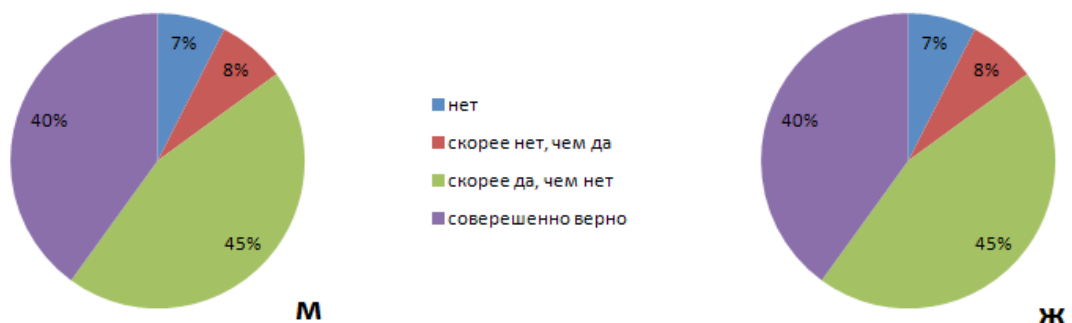 7%
8%
40%
45%
м
нет
скорее нет, чем да
скорее да, чем нет
соверешенно верно
7%
8%
40%
45%
ж